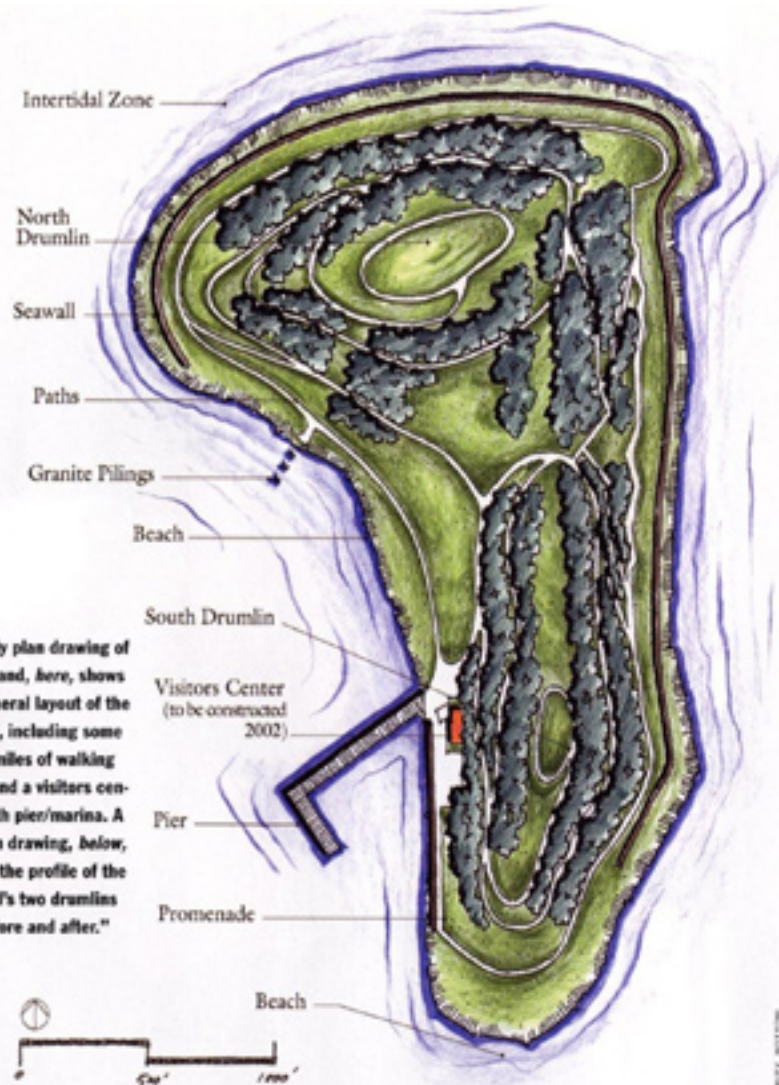 Intertidal Zone
North
Drumlin
Seawall
Paths
Granite Pilings
Beach
South Drumlin
Visitors Center
(to be constructed
2002)
Pier
Promenade
Beach
y plan drawing of
and, here, shows
neral layout of the
, including some
miles of walking
nd a visitors cen-
th pier/marina. A
n drawing, below,
the profile of the
d's two drumlins
ore and after."
0 500' 1000'